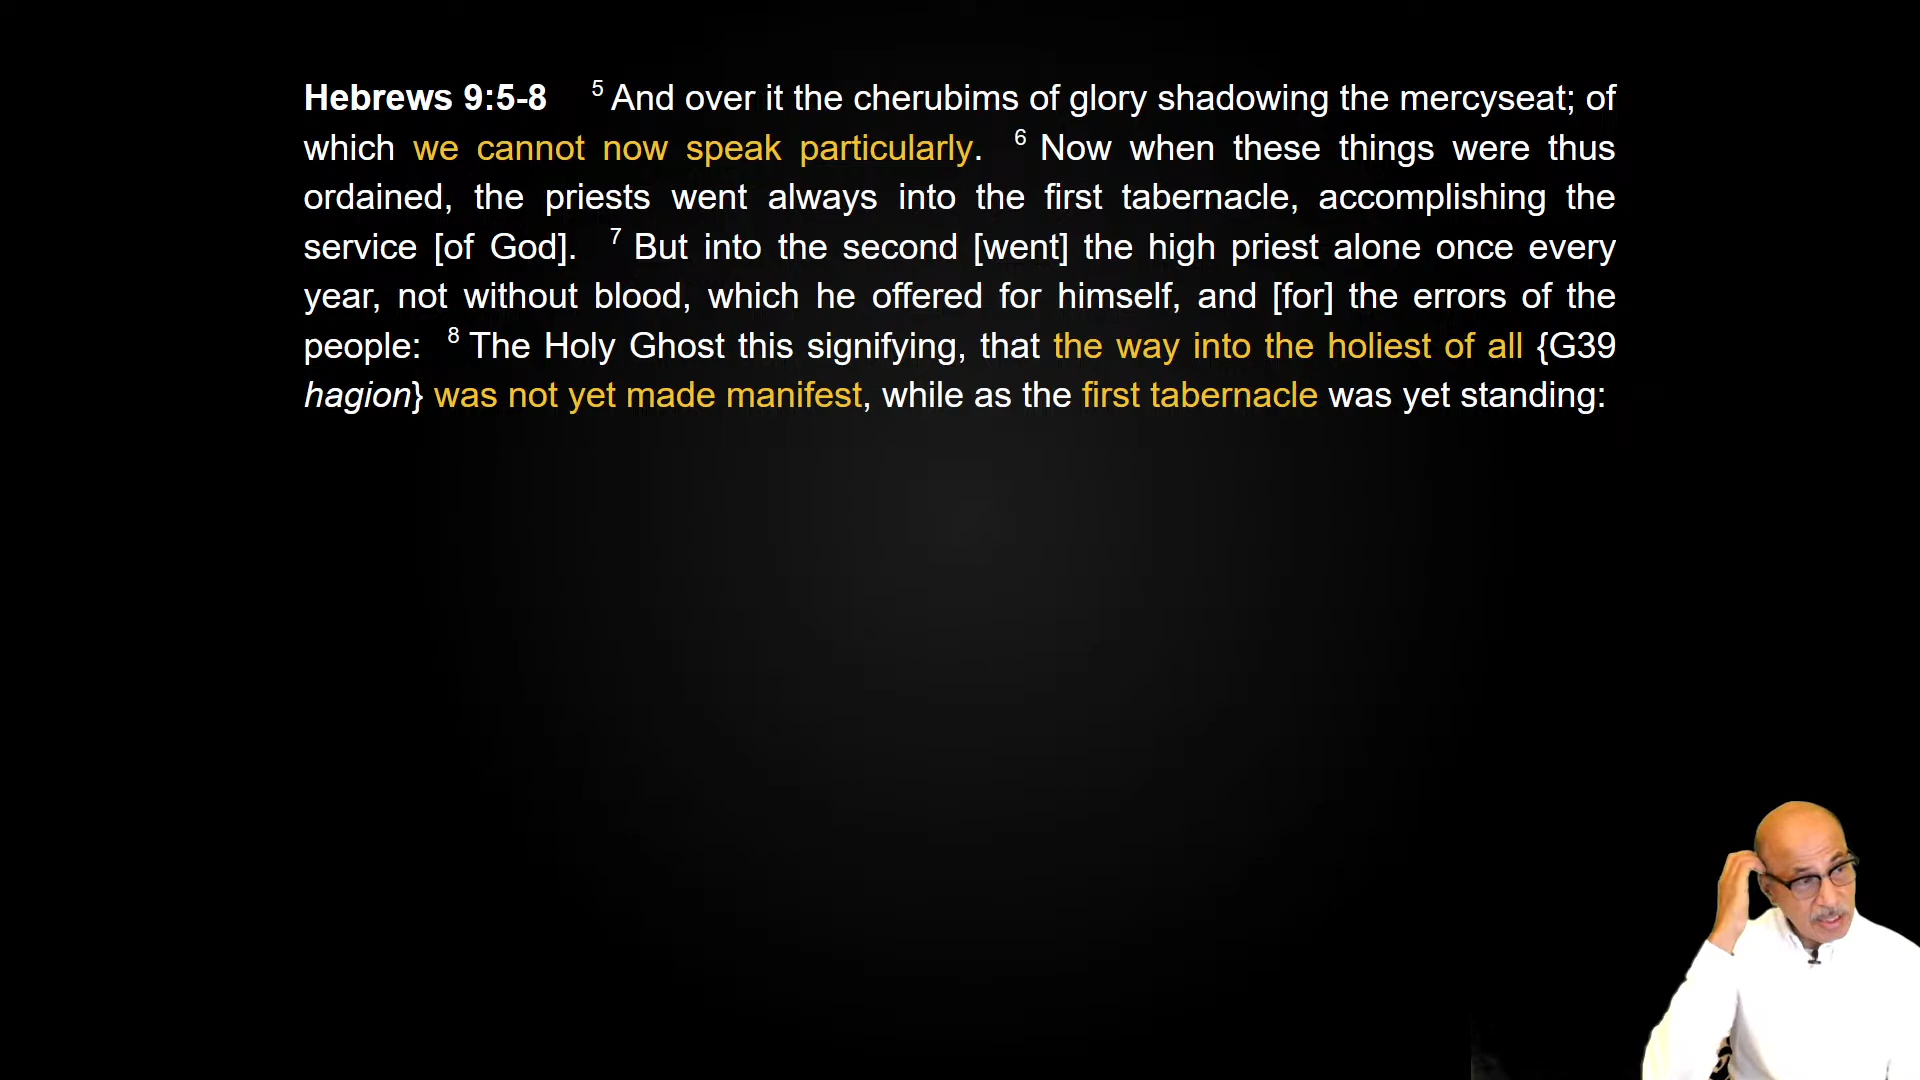 Hebrews 9:5-8 5 And over it the cherubims of glory shadowing the mercyseat; of
which we cannot now speak particularly. 6 Now when these things were thus
ordained, the priests went always into the first tabernacle, accomplishing the
service [of God]. 7 But into the second [went] the high priest alone once every
year, not without blood, which he offered for himself, and [for] the errors of the
people: 8 The Holy Ghost this signifying, that the way into the holiest of all {G39
hagion} was not yet made manifest, while as the first tabernacle was yet standing: